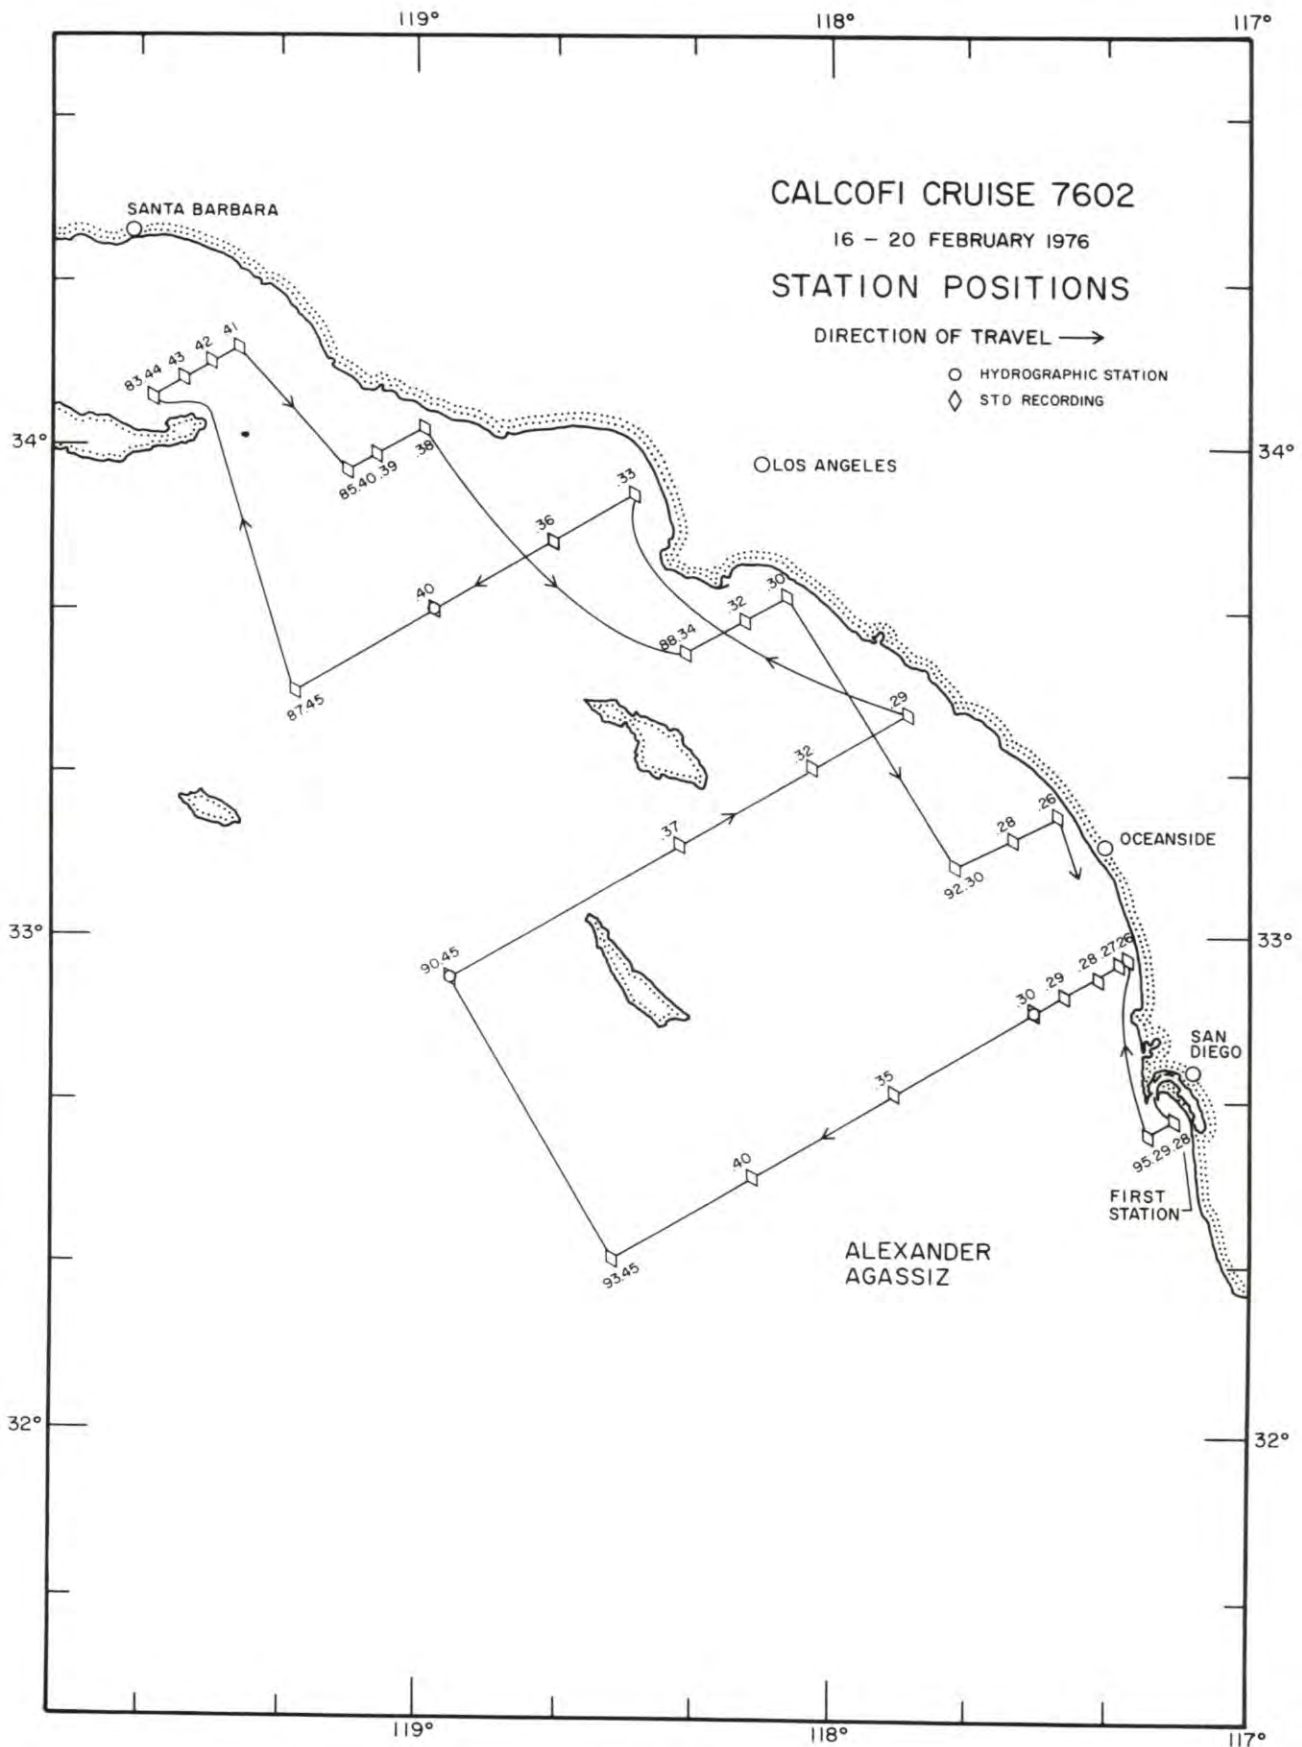 119°
118°
117°
CALCOFI CRUISE 7602
16 – 20 FEBRUARY 1976
STATION POSITIONS
DIRECTION OF TRAVEL →
HYDROGRAPHIC STATION
STD RECORDING
SANTA BARBARA
83.44 .43 .42 .41
34°
34°
85.40 .39 .38
LOS ANGELES
.33
.36
.40
87.45
88.34 .32 .30
.29
.32
.37
90.45
92.30 .28 .26
OCEANSIDE
33°
33°
.30 .29 .28 .27 .26
.35
.40
93.45
SAN
DIEGO
95.29 .28
FIRST
STATION
ALEXANDER
AGASSIZ
32°
32°
119°
118°
117°